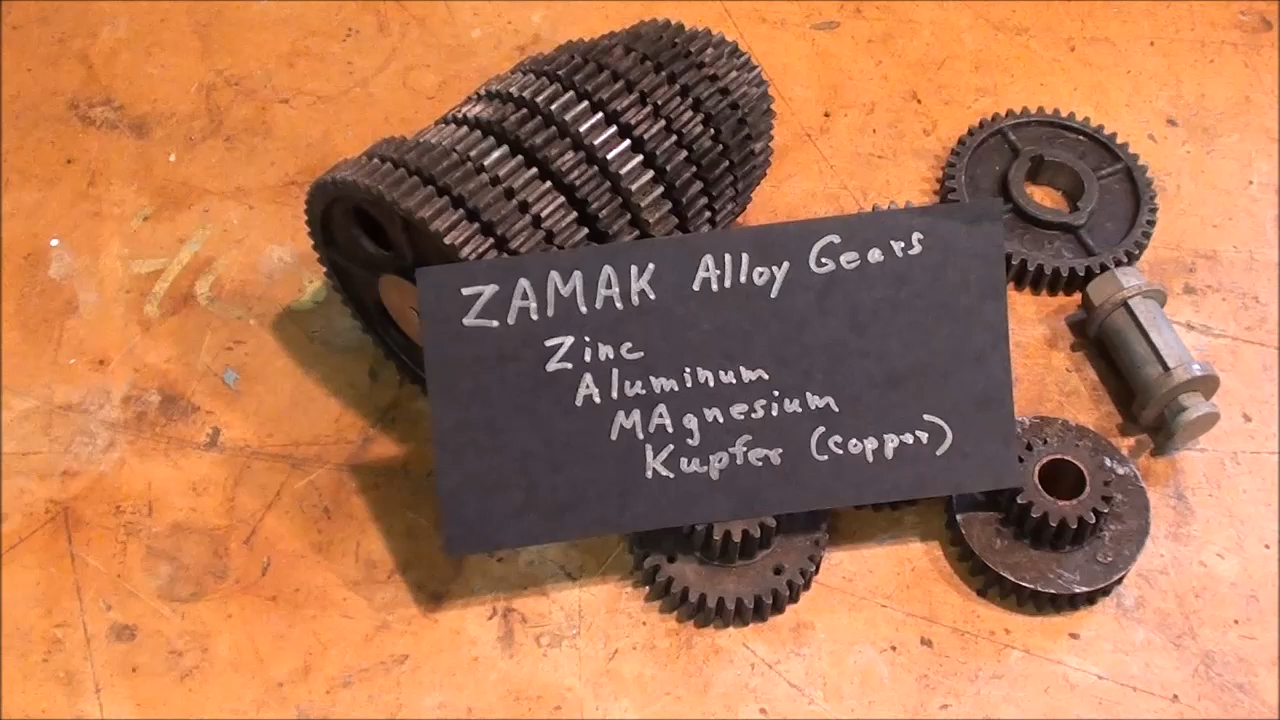 ZAMAK Alloy Gears
Zinc
Aluminum
MAgnesium
Kupfer (copper)